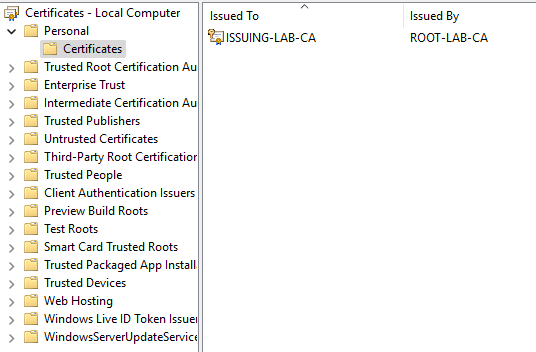 Certificates - Local Computer
Personal
Certificates
Trusted Root Certification Au
Enterprise Trust
Intermediate Certification Au
Trusted Publishers
Untrusted Certificates
Third-Party Root Certification
Trusted People
Client Authentication Issuers
Preview Build Roots
Test Roots
Smart Card Trusted Roots
Trusted Packaged App Install
Trusted Devices
Web Hosting
Windows Live ID Token Issuer
WindowsServerUpdateService
Issued To Issued By
ISSUING-LAB-CA ROOT-LAB-CA